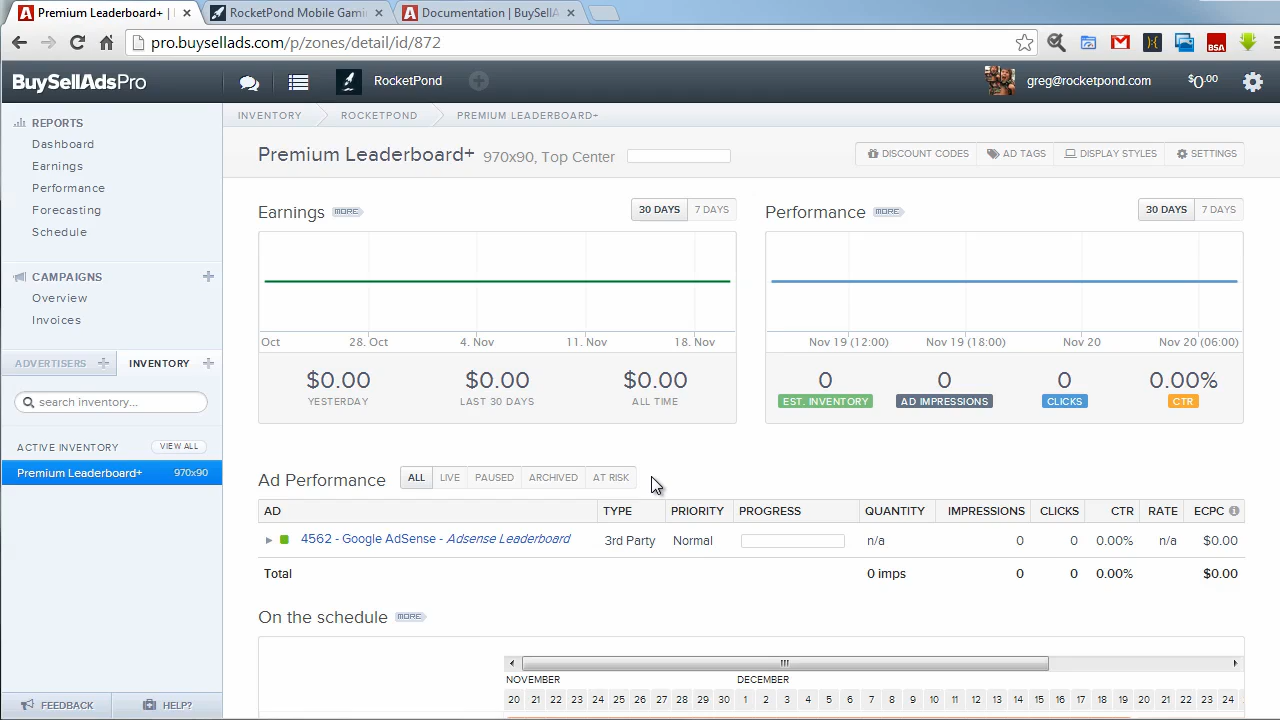 Premium Leaderboard+ |
RocketPond Mobile Gami
Documentation | BuySellA
pro.buysellads.com/p/zones/detail/id/872
BSA
BuySellAdsPro
RocketPond
greg@rocketpond.com
$0.00
REPORTS
Dashboard
Earnings
Performance
Forecasting
Schedule
CAMPAIGNS
Overview
Invoices
ADVERTISERS
INVENTORY
search inventory...
ACTIVE INVENTORY
VIEW ALL
Premium Leaderboard+ 970x90
FEEDBACK
HELP?
INVENTORY
ROCKETPOND
PREMIUM LEADERBOARD+
Premium Leaderboard+ 970x90, Top Center
DISCOUNT CODES
AD TAGS
DISPLAY STYLES
SETTINGS
Earnings MORE
30 DAYS 7 DAYS
Oct 28. Oct 4. Nov 11. Nov 18. Nov
$0.00 $0.00 $0.00
YESTERDAY LAST 30 DAYS ALL TIME
Performance MORE
30 DAYS 7 DAYS
Nov 19 (12:00) Nov 19 (18:00) Nov 20 Nov 20 (06:00)
0 0 0 0.00%
EST. INVENTORY AD IMPRESSIONS CLICKS CTR
Ad Performance ALL LIVE PAUSED ARCHIVED AT RISK
AD TYPE PRIORITY PROGRESS QUANTITY IMPRESSIONS CLICKS CTR RATE ECPC
4562 - Google AdSense - Adsense Leaderboard 3rd Party Normal n/a 0 0 0.00% n/a $0.00
Total 0 imps 0 0 0.00% $0.00
On the schedule MORE
NOVEMBER DECEMBER
20 21 22 23 24 25 26 27 28 29 30 1 2 3 4 5 6 7 8 9 10 11 12 13 14 15 16 17 18 19 20 21 22 23 24